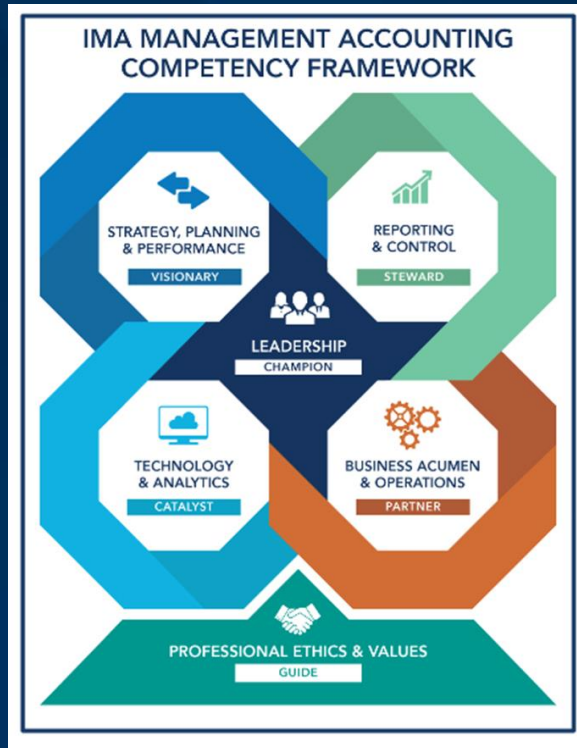 IMA MANAGEMENT ACCOUNTING
COMPETENCY FRAMEWORK
STRATEGY, PLANNING
& PERFORMANCE
VISIONARY
REPORTING
& CONTROL
STEWARD
LEADERSHIP
CHAMPION
TECHNOLOGY
& ANALYTICS
CATALYST
BUSINESS ACUMEN
& OPERATIONS
PARTNER
PROFESSIONAL ETHICS & VALUES
GUIDE